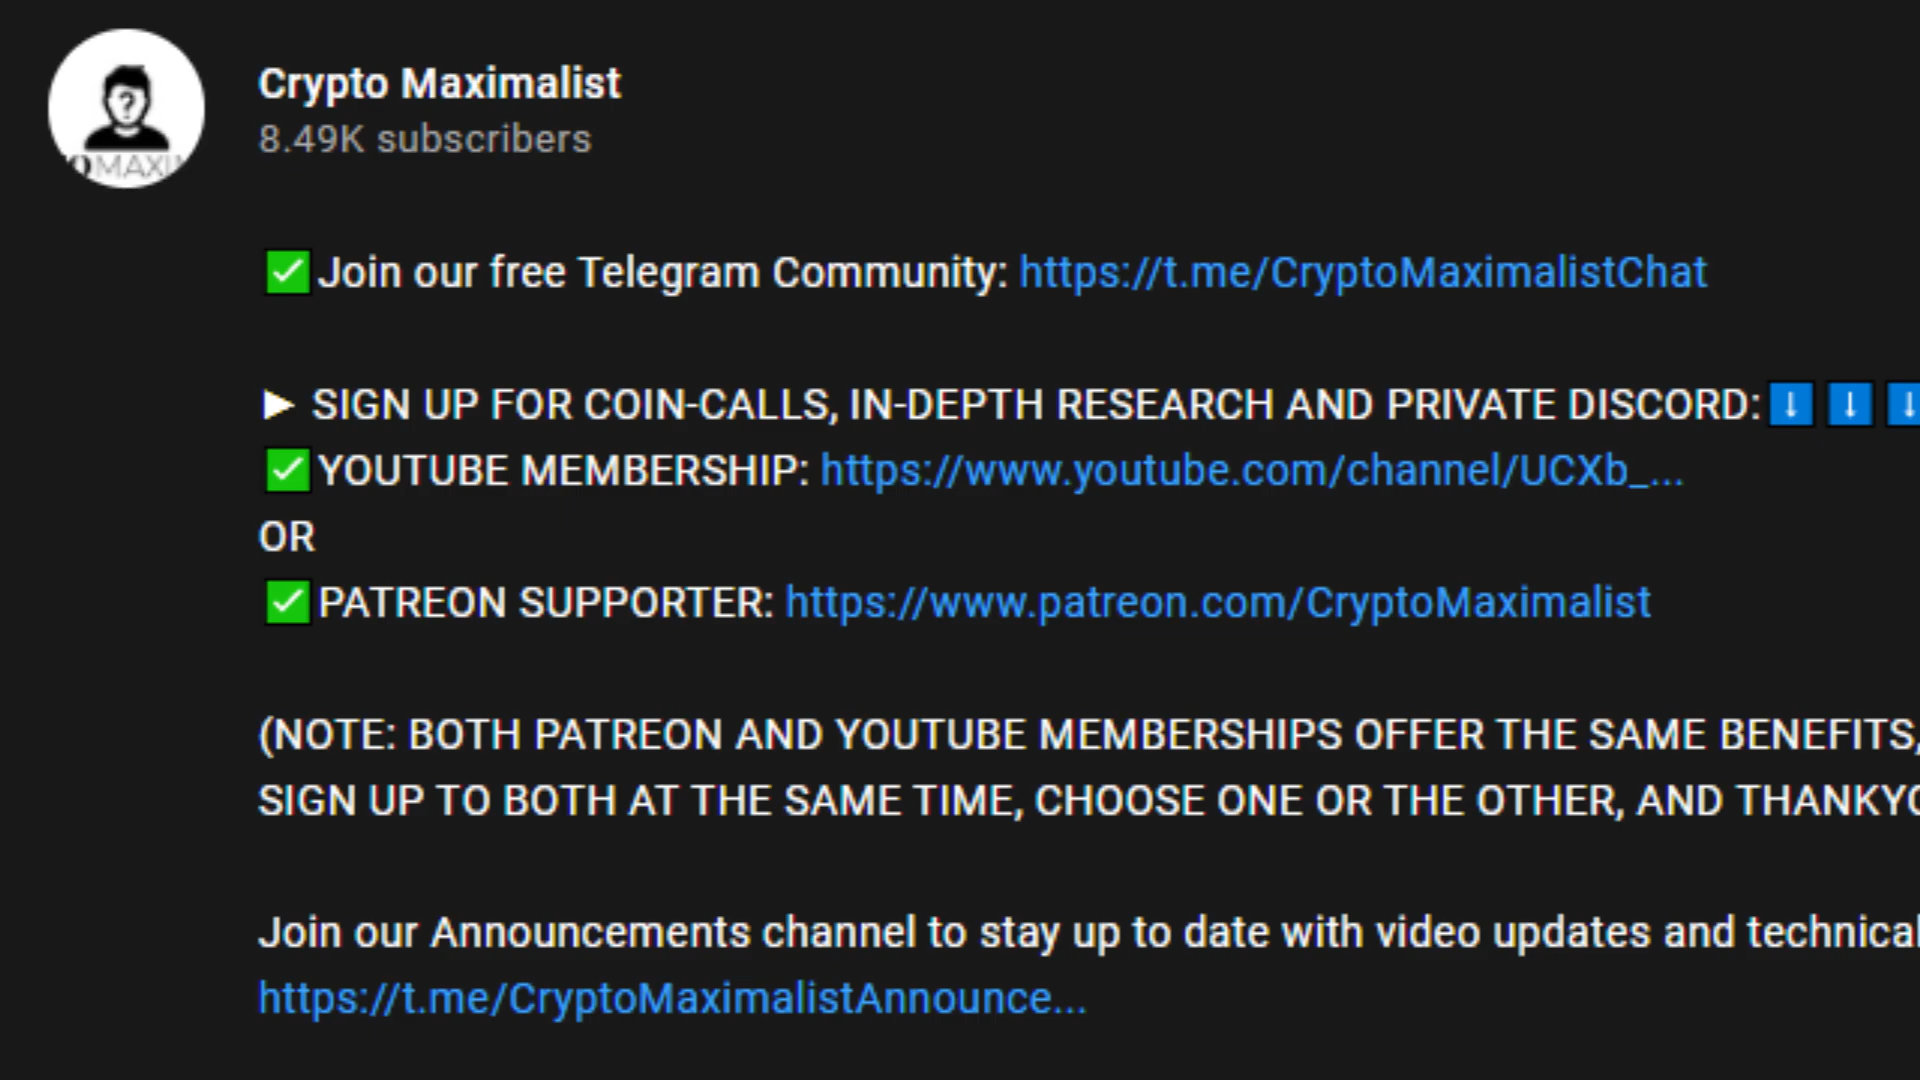 Crypto Maximalist
8.49K subscribers
?
OMAXI
✅Join our free Telegram Community: https://t.me/CryptoMaximalistChat
► SIGN UP FOR COIN-CALLS, IN-DEPTH RESEARCH AND PRIVATE DISCORD:⬇⬇⬇
✅YOUTUBE MEMBERSHIP: https://www.youtube.com/channel/UCXb_...
OR
✅PATREON SUPPORTER: https://www.patreon.com/CryptoMaximalist
(NOTE: BOTH PATREON AND YOUTUBE MEMBERSHIPS OFFER THE SAME BENEFITS,
SIGN UP TO BOTH AT THE SAME TIME, CHOOSE ONE OR THE OTHER, AND THANKYO
Join our Announcements channel to stay up to date with video updates and technical
https://t.me/CryptoMaximalistAnnounce...